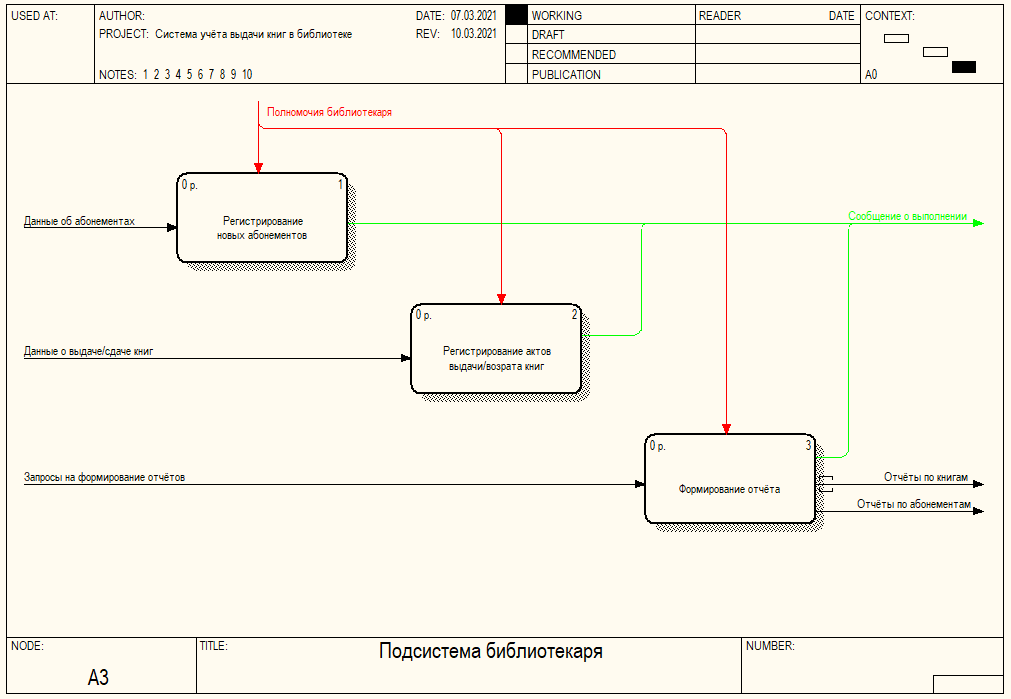 USED AT:
AUTHOR:
DATE: 07.03.2021
WORKING
READER
DATE
CONTEXT:
PROJECT: Система учёта выдачи книг в библиотеке
REV: 10.03.2021
DRAFT
RECOMMENDED
NOTES: 1 2 3 4 5 6 7 8 9 10
PUBLICATION
A0
Полномочия библиотекаря
0 р.
1
Регистрирование
новых абонементов
Данные об абонементах
Сообщение о выполнении
0 р.
2
Регистрирование актов
выдачи/возрата книг
Данные о выдаче/сдаче книг
0 р.
3
Формирование отчёта
Запросы на формирование отчётов
Отчёты по книгам
Отчёты по абонементам
NODE:
TITLE:
NUMBER:
Подсистема библиотекаря
A3